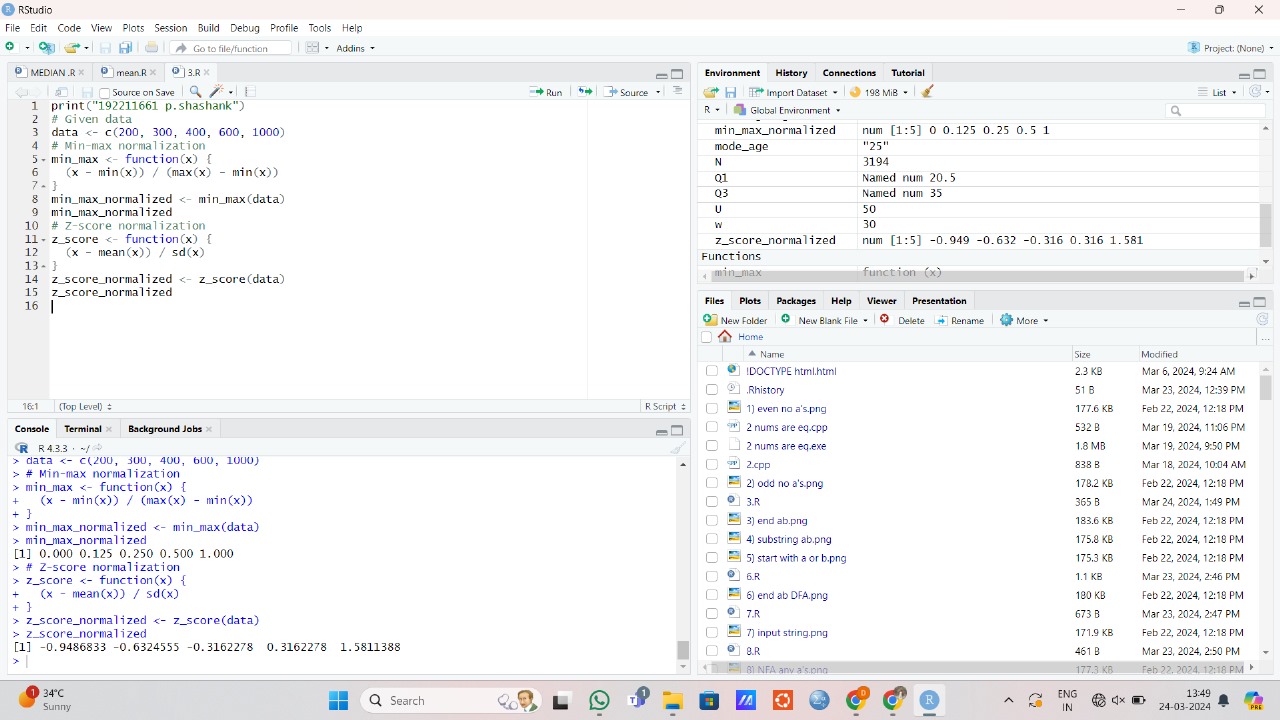 RStudio
File Edit Code View Plots Session Build Debug Profile Tools Help
Go to file/function Addins Project: (None)
MEDIAN .R mean.R 3.R
Source on Save Run Source
1 print("192211661 p.shashank")
2 # Given data
3 data <- c(200, 300, 400, 600, 1000)
4 # Min-max normalization
5 min_max <- function(x) {
6 (x - min(x)) / (max(x) - min(x))
7 }
8 min_max_normalized <- min_max(data)
9 min_max_normalized
10 # Z-score normalization
11 z_score <- function(x) {
12 (x - mean(x)) / sd(x)
13 }
14 z_score_normalized <- z_score(data)
15 z_score_normalized
16
16:1 (Top Level) R Script
Console Terminal Background Jobs
R 4.3.3 · ~/
> data <- c(200, 300, 400, 600, 1000)
> # Min-max normalization
> min_max <- function(x) {
+ (x - min(x)) / (max(x) - min(x))
+ }
> min_max_normalized <- min_max(data)
> min_max_normalized
[1] 0.000 0.125 0.250 0.500 1.000
> # Z-score normalization
> z_score <- function(x) {
+ (x - mean(x)) / sd(x)
+ }
> z_score_normalized <- z_score(data)
> z_score_normalized
[1] -0.9486833 -0.6324555 -0.3162278 0.3162278 1.5811388
>
Environment History Connections Tutorial
Import Dataset 198 MiB List
R Global Environment
min_max_normalized num [1:5] 0 0.125 0.25 0.5 1
mode_age "25"
N 3194
Q1 Named num 20.5
Q3 Named num 35
U 50
w 30
z_score_normalized num [1:5] -0.949 -0.632 -0.316 0.316 1.581
Functions
min_max function (x)
Files Plots Packages Help Viewer Presentation
New Folder New Blank File Delete Rename More
Home ...
Name Size Modified
!DOCTYPE html.html 2.3 KB Mar 6, 2024, 9:24 AM
.Rhistory 51 B Mar 23, 2024, 12:39 PM
1) even no a's.png 177.6 KB Feb 22, 2024, 12:18 PM
2 nums are eq.cpp 532 B Mar 19, 2024, 11:06 PM
2 nums are eq.exe 1.8 MB Mar 19, 2024, 9:50 PM
2.cpp 838 B Mar 18, 2024, 10:04 AM
2) odd no a's.png 178.2 KB Feb 22, 2024, 12:18 PM
3.R 365 B Mar 24, 2024, 1:49 PM
3) end ab.png 183.6 KB Feb 22, 2024, 12:18 PM
4) substring ab.png 175.8 KB Feb 22, 2024, 12:18 PM
5) start with a or b.png 175.3 KB Feb 22, 2024, 12:18 PM
6.R 1.1 KB Mar 23, 2024, 2:46 PM
6) end ab DFA.png 180 KB Feb 22, 2024, 12:18 PM
7.R 673 B Mar 23, 2024, 2:47 PM
7) input string.png 171.9 KB Feb 22, 2024, 12:18 PM
8.R 461 B Mar 23, 2024, 2:50 PM
8) NFA any a's.png 177.3 KB Feb 22, 2024, 12:18 PM
1 34°C Search 1 0 ENG 13:49
Sunny IN 24-03-2024 PRE